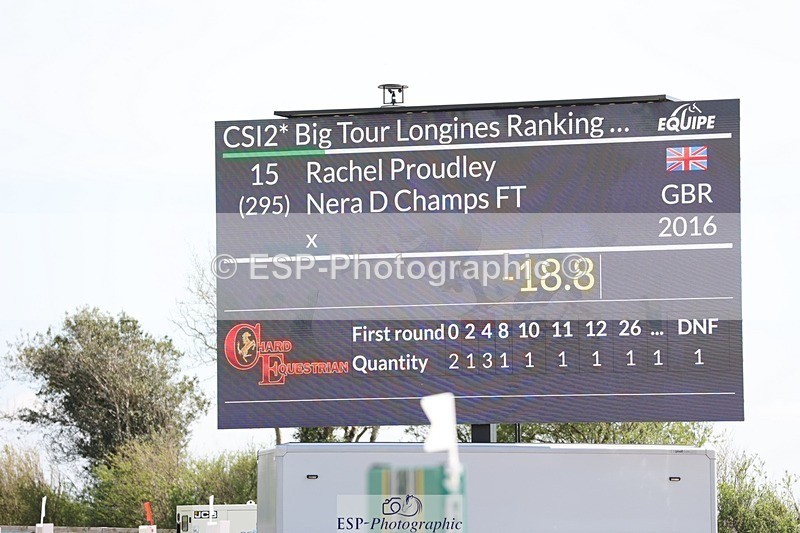 CSI2* Big Tour Longines Ranking ... EQUIPE
15 Rachel Proudley
(295) Nera D Champs FT GBR
x 2016
© ESP-Photographic ©
-18.8
First round 0 2 4 8 10 11 12 26 ... DNF
Quantity 2 1 3 1 1 1 1 1 1 1
CHARD
EQUESTRIAN
JCB
ESP-Photographic